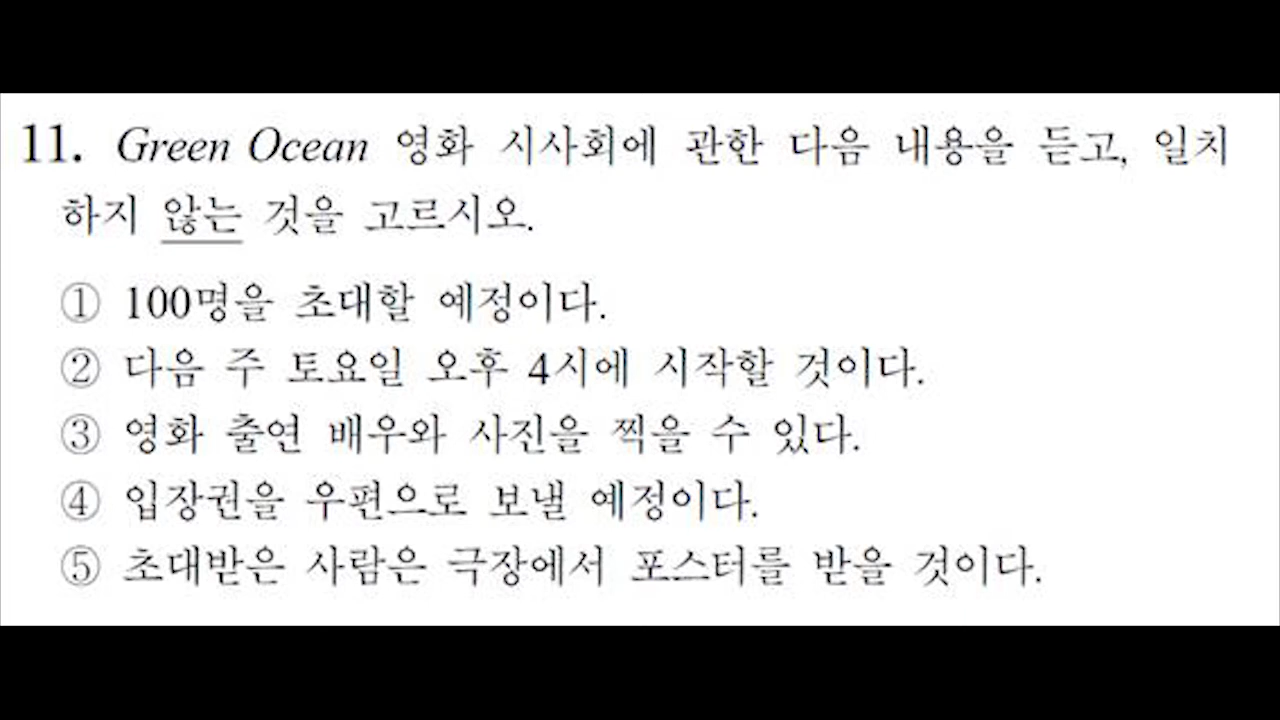 11. Green Ocean 영화 시사회에 관한 다음 내용을 듣고, 일치
하지 않는 것을 고르시오.
① 100명을 초대할 예정이다.
② 다음 주 토요일 오후 4시에 시작할 것이다.
③ 영화 출연 배우와 사진을 찍을 수 있다.
④ 입장권을 우편으로 보낼 예정이다.
⑤ 초대받은 사람은 극장에서 포스터를 받을 것이다.